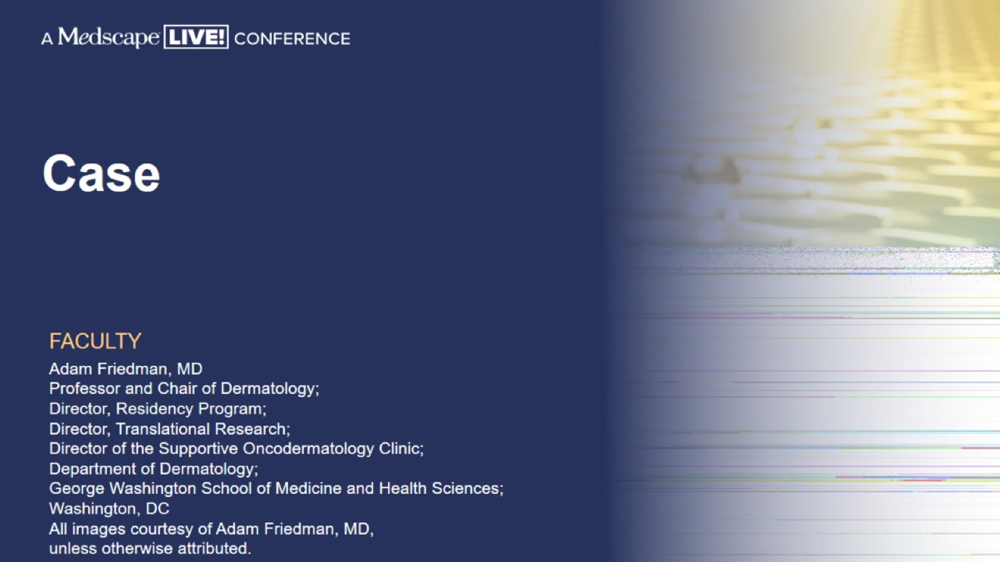 A Medscape LIVE! CONFERENCE
Case
FACULTY
Adam Friedman, MD
Professor and Chair of Dermatology;
Director, Residency Program;
Director, Translational Research;
Director of the Supportive Oncodermatology Clinic;
Department of Dermatology;
George Washington School of Medicine and Health Sciences;
Washington, DC
All images courtesy of Adam Friedman, MD,
unless otherwise attributed.